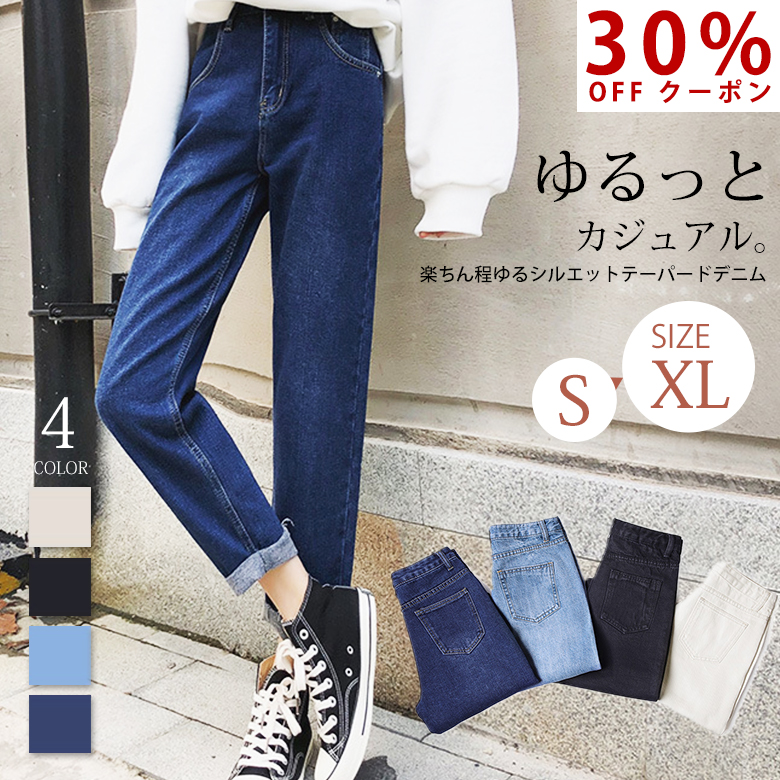 30%
OFF クーポン
ゆるっと
カジュアル。
楽ちん程ゆるシルエットテーパードデニム
SIZE
S
XL
4
COLOR